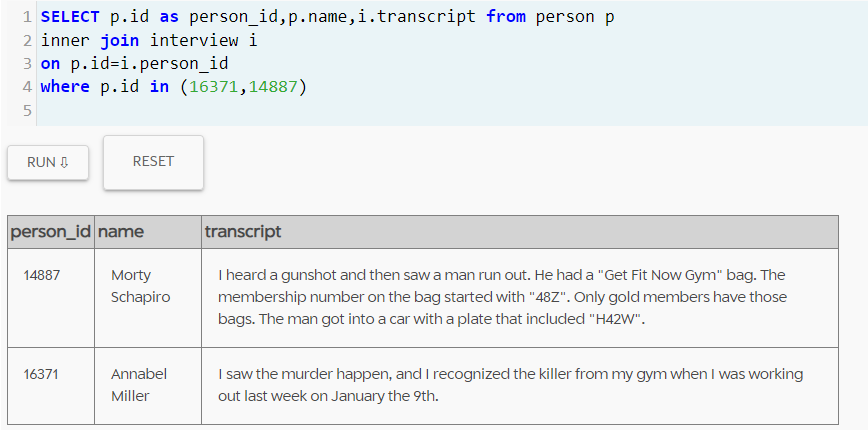 1 SELECT p.id as person_id,p.name,i.transcript from person p
2 inner join interview i
3 on p.id=i.person_id
4 where p.id in (16371,14887)
5
RUN ⇩ RESET
person_id name transcript
14887 Morty Schapiro I heard a gunshot and then saw a man run out. He had a "Get Fit Now Gym" bag. The
membership number on the bag started with "48Z". Only gold members have those
bags. The man got into a car with a plate that included "H42W".
16371 Annabel Miller I saw the murder happen, and I recognized the killer from my gym when I was working
out last week on January the 9th.